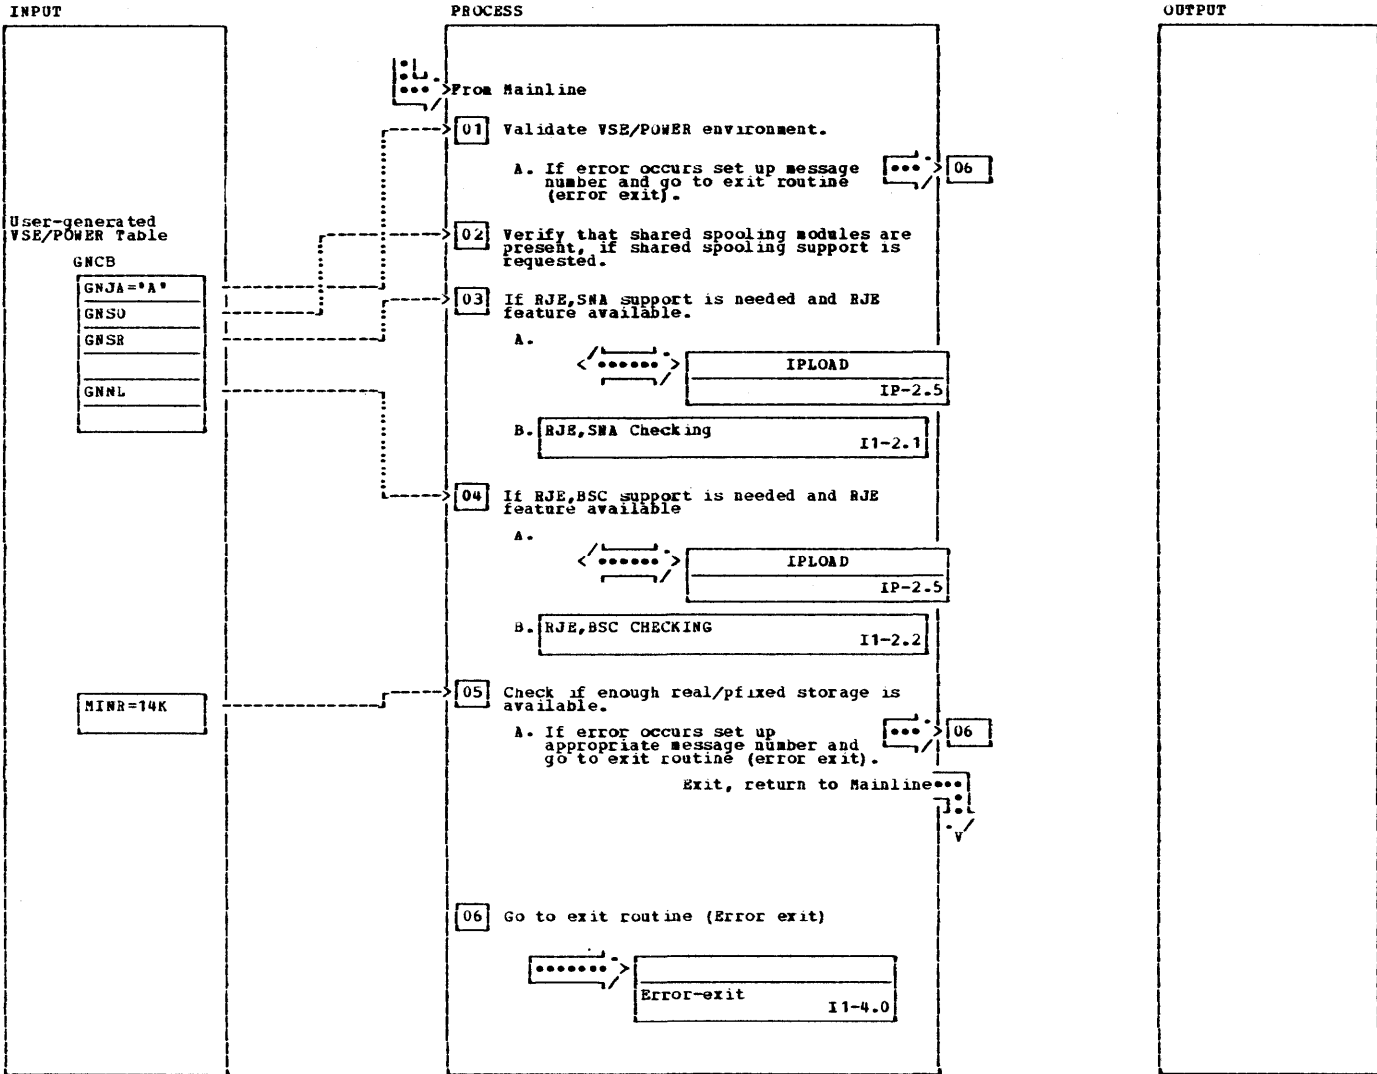 INPUT
PROCESS
OUTPUT
From Mainline
01 Validate VSE/POWER environment.
A. If error occurs set up message
number and go to exit routine
(error exit).
06
User-generated
VSE/POWER Table
02 Verify that shared spooling modules are
present, if shared spooling support is
requested.
GNCB
GNJA='A'
GNSO
GNSR
GNNL
03 If RJE,SNA support is needed and RJE
feature available.
A.
IPLOAD
IP-2.5
B. RJE,SNA Checking
I1-2.1
04 If RJE,BSC support is needed and RJE
feature available
A.
IPLOAD
IP-2.5
B. RJE,BSC CHECKING
I1-2.2
MINR=14K
05 Check if enough real/pfixed storage is
available.
A. If error occurs set up
appropriate message number and
go to exit routine (error exit).
06
Exit, return to Mainline
06 Go to exit routine (Error exit)
Error-exit
I1-4.0